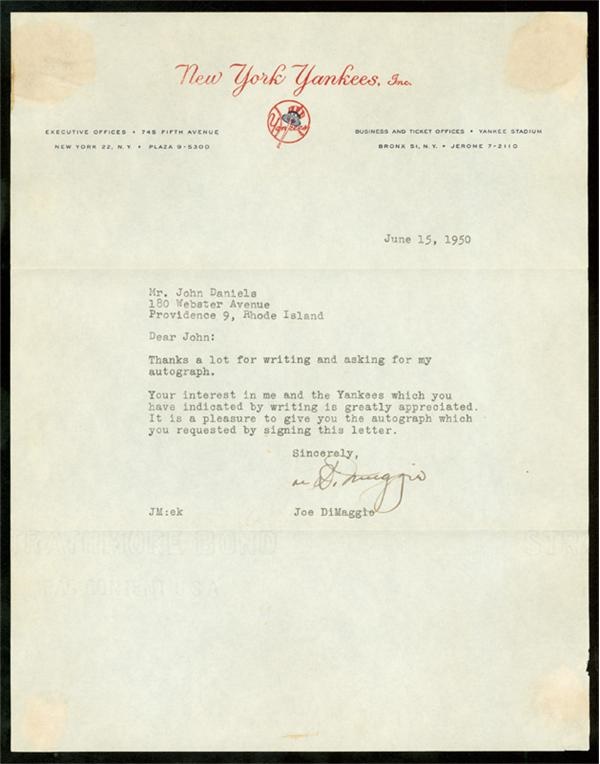 New York Yankees, Inc.
Yankees
EXECUTIVE OFFICES • 745 FIFTH AVENUE
NEW YORK 22, N.Y. • PLAZA 9-5300
BUSINESS AND TICKET OFFICES • YANKEE STADIUM
BRONX 51, N.Y. • JEROME 7-2110
June 15, 1950
Mr. John Daniels
180 Webster Avenue
Providence 9, Rhode Island
Dear John:
Thanks a lot for writing and asking for my
autograph.
Your interest in me and the Yankees which you
have indicated by writing is greatly appreciated.
It is a pleasure to give you the autograph which
you requested by signing this letter.
Sincerely,
DiMaggio
JM:ek
Joe DiMaggio
BOND
U S A